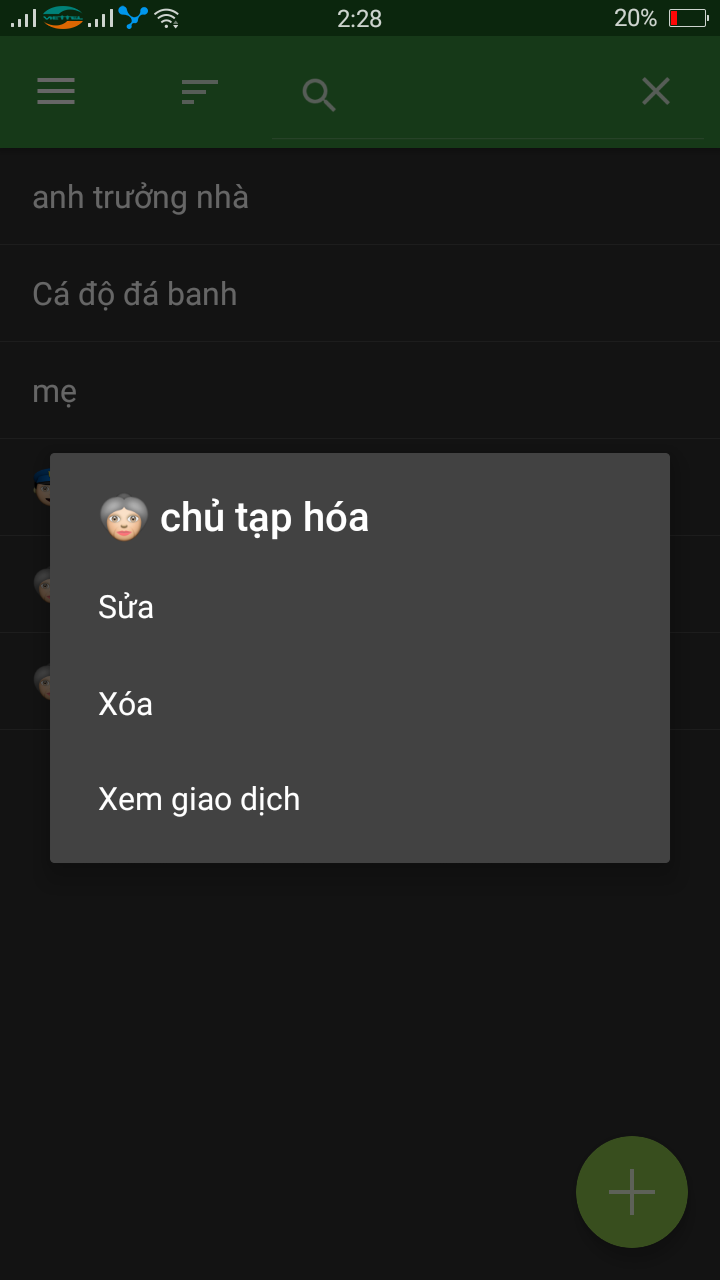 VIETTEL
2:28
20%
anh trưởng nhà
Cá độ đá banh
mẹ
👵 chủ tạp hóa
Sửa
Xóa
Xem giao dịch